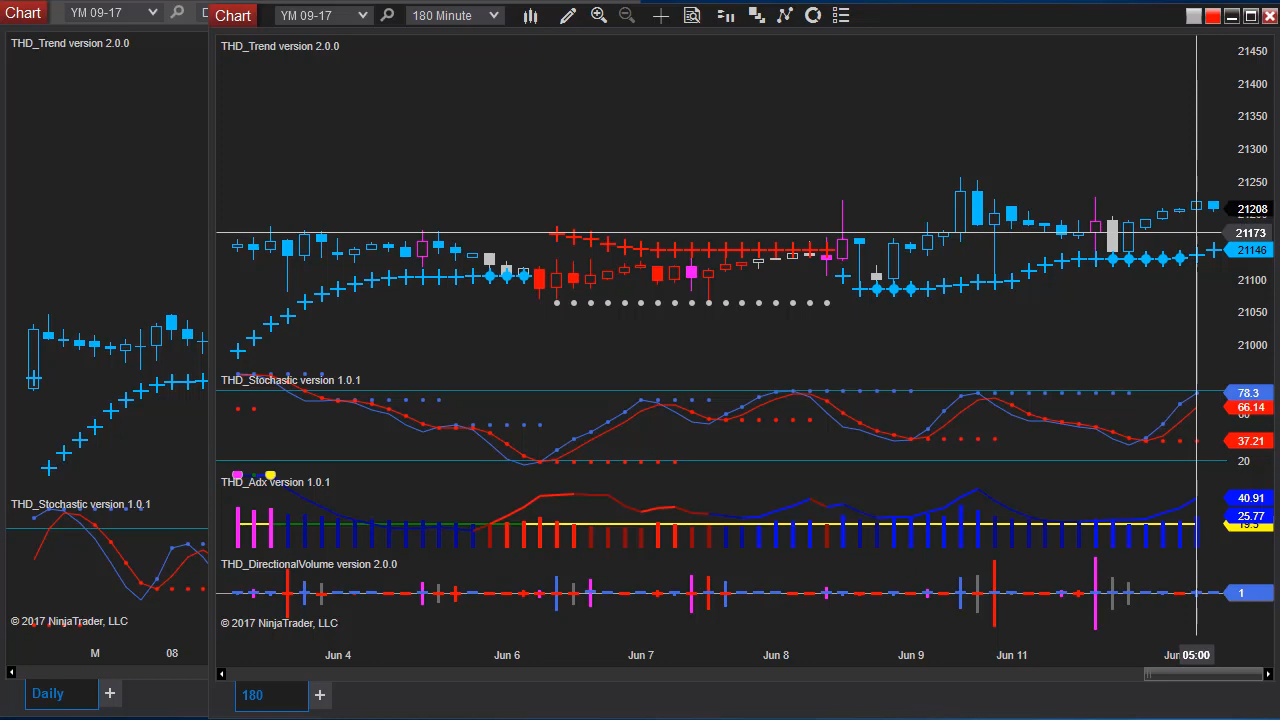 Chart
YM 09-17
THD_Trend version 2.0.0
THD_Stochastic version 1.0.1
© 2017 NinjaTrader, LLC
M
08
Daily
+
Chart
YM 09-17
180 Minute
THD_Trend version 2.0.0
21450
21400
21350
21300
21250
21208
21173
21146
21100
21050
21000
THD_Stochastic version 1.0.1
78.3
66.14
37.21
20
THD_Adx version 1.0.1
40.91
25.77
THD_DirectionalVolume version 2.0.0
1
© 2017 NinjaTrader, LLC
Jun 4
Jun 6
Jun 7
Jun 8
Jun 9
Jun 11
05:00
180
+